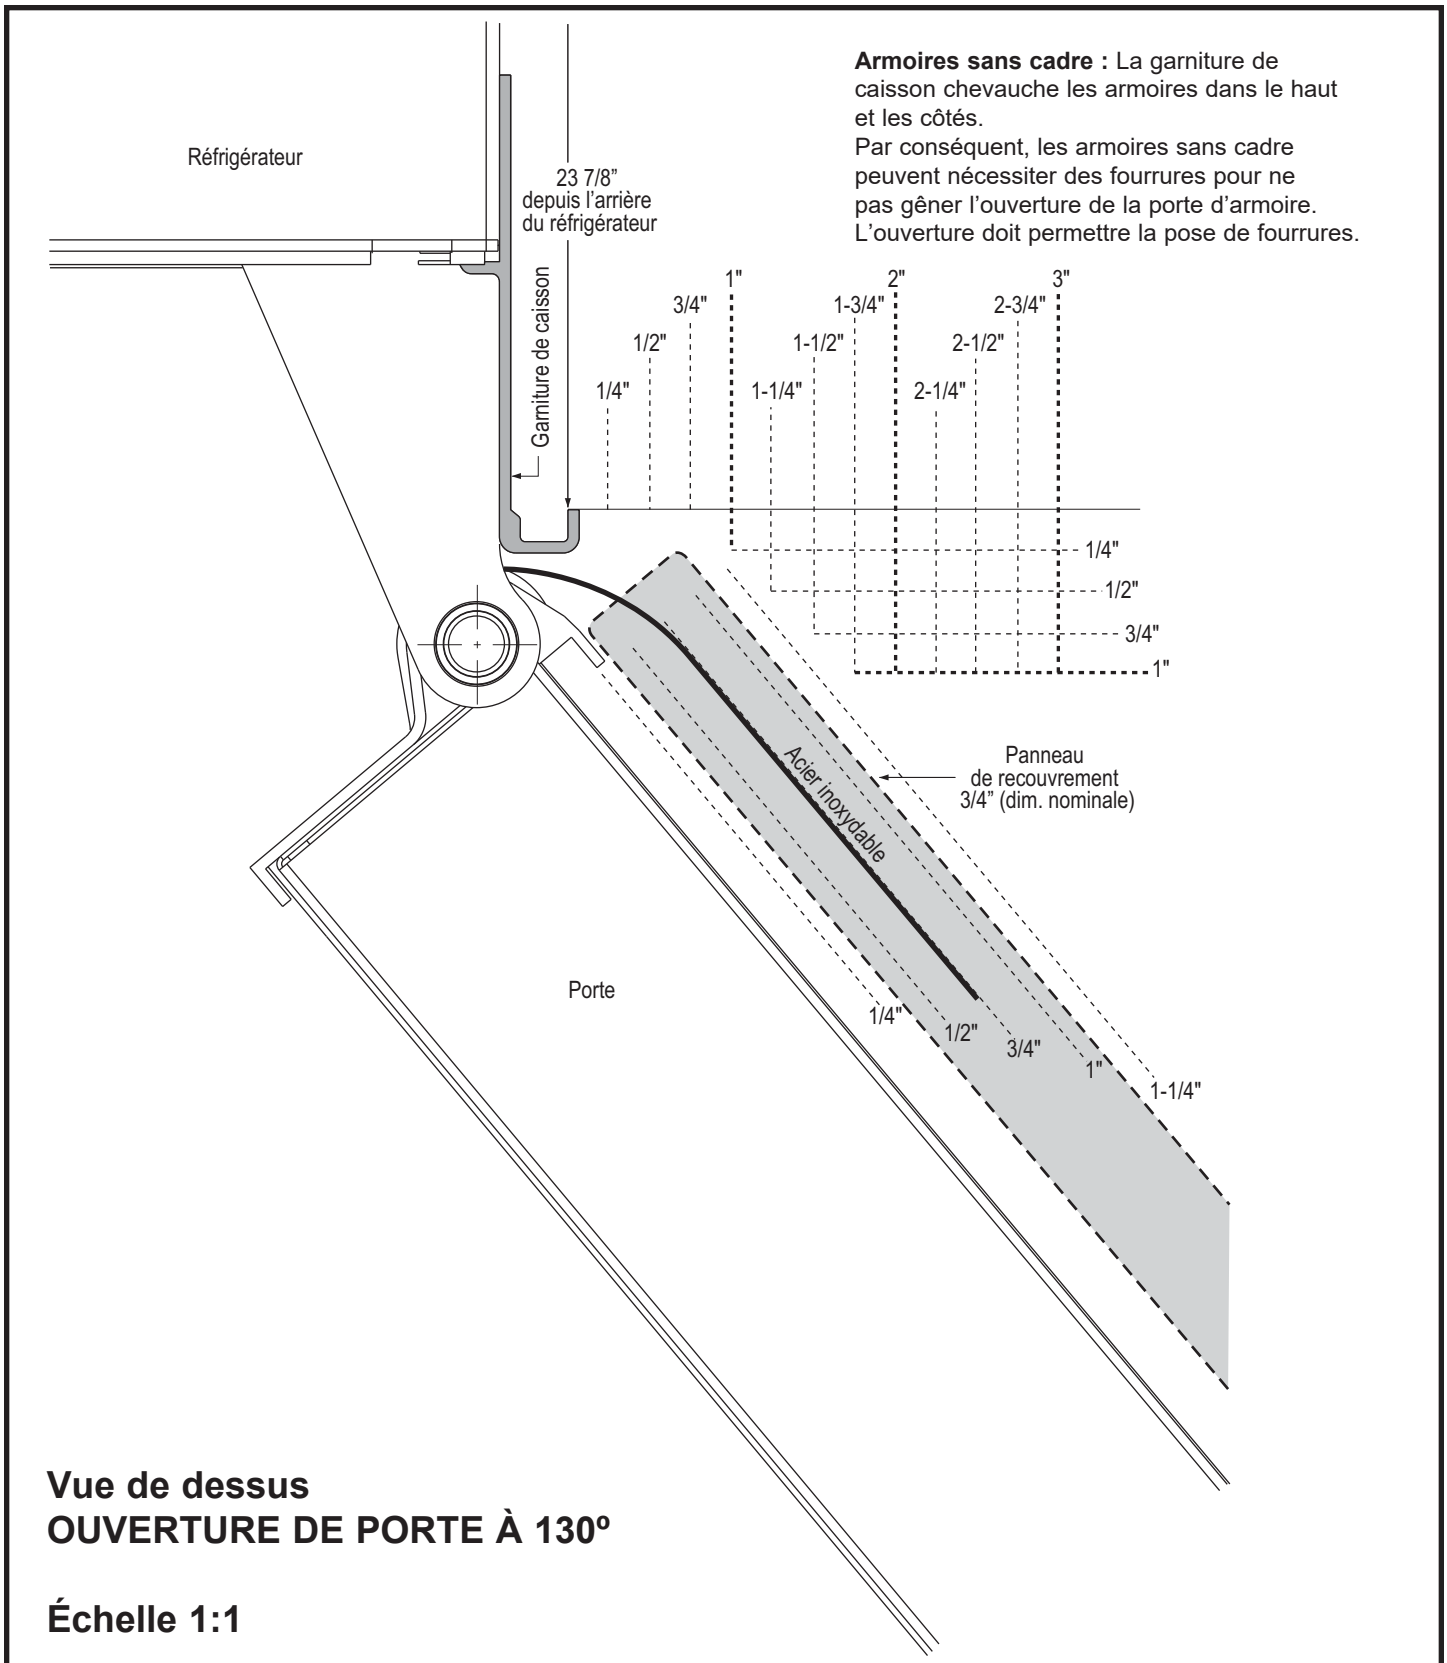 Armoires sans cadre : La garniture de
caisson chevauche les armoires dans le haut
et les côtés.
Par conséquent, les armoires sans cadre
peuvent nécessiter des fourrures pour ne
pas gêner l’ouverture de la porte d’armoire.
L’ouverture doit permettre la pose de fourrures.
Réfrigérateur
23 7/8”
depuis l’arrière
du réfrigérateur
Garniture de caisson
1/4"
1/2"
3/4"
1"
1-1/4"
1-1/2"
1-3/4"
2"
2-1/4"
2-1/2"
2-3/4"
3"
1/4"
1/2"
3/4"
1"
Panneau
de recouvrement
3/4” (dim. nominale)
Acier inoxydable
Porte
1/4"
1/2"
3/4"
1"
1-1/4"
Vue de dessus
OUVERTURE DE PORTE À 130º
Échelle 1:1